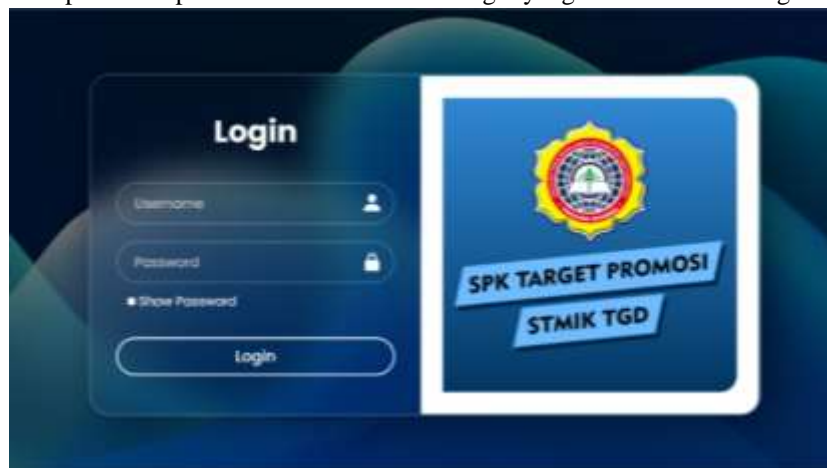 Login
Username
Password
Show Password
Login
SPK TARGET PROMOSI
STMIK TGD